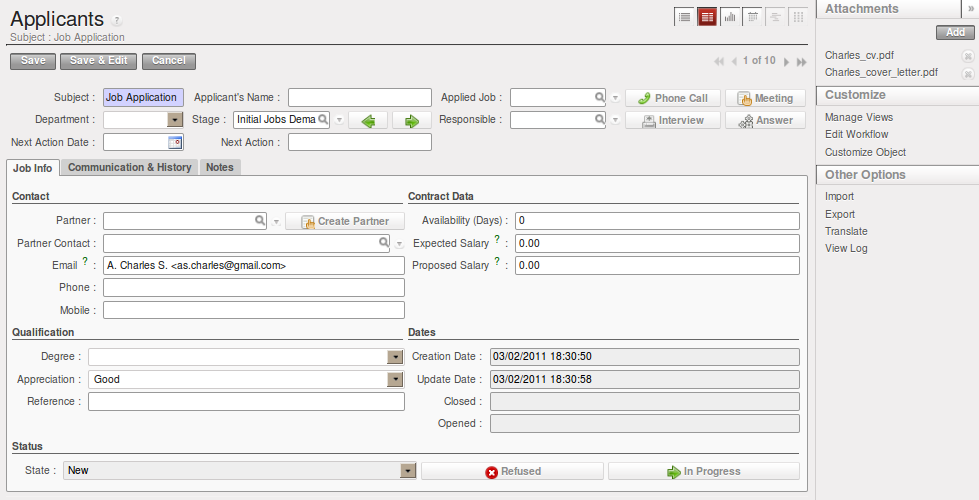 Applicants ?
Subject : Job Application
Save Save & Edit Cancel
1 of 10
Subject : Job Application Applicant's Name : Applied Job : Phone Call Meeting
Department : Stage : Initial Jobs Dema Responsible : Interview Answer
Next Action Date : Next Action :
Job Info Communication & History Notes
Contact
Partner : Create Partner
Partner Contact :
Email ? : A. Charles S. <as.charles@gmail.com>
Phone :
Mobile :
Contract Data
Availability (Days) : 0
Expected Salary ? : 0.00
Proposed Salary ? : 0.00
Qualification
Degree :
Appreciation : Good
Reference :
Dates
Creation Date : 03/02/2011 18:30:50
Update Date : 03/02/2011 18:30:58
Closed :
Opened :
Status
State : New Refused In Progress
Attachments »
Add
Charles_cv.pdf
Charles_cover_letter.pdf
Customize
Manage Views
Edit Workflow
Customize Object
Other Options
Import
Export
Translate
View Log